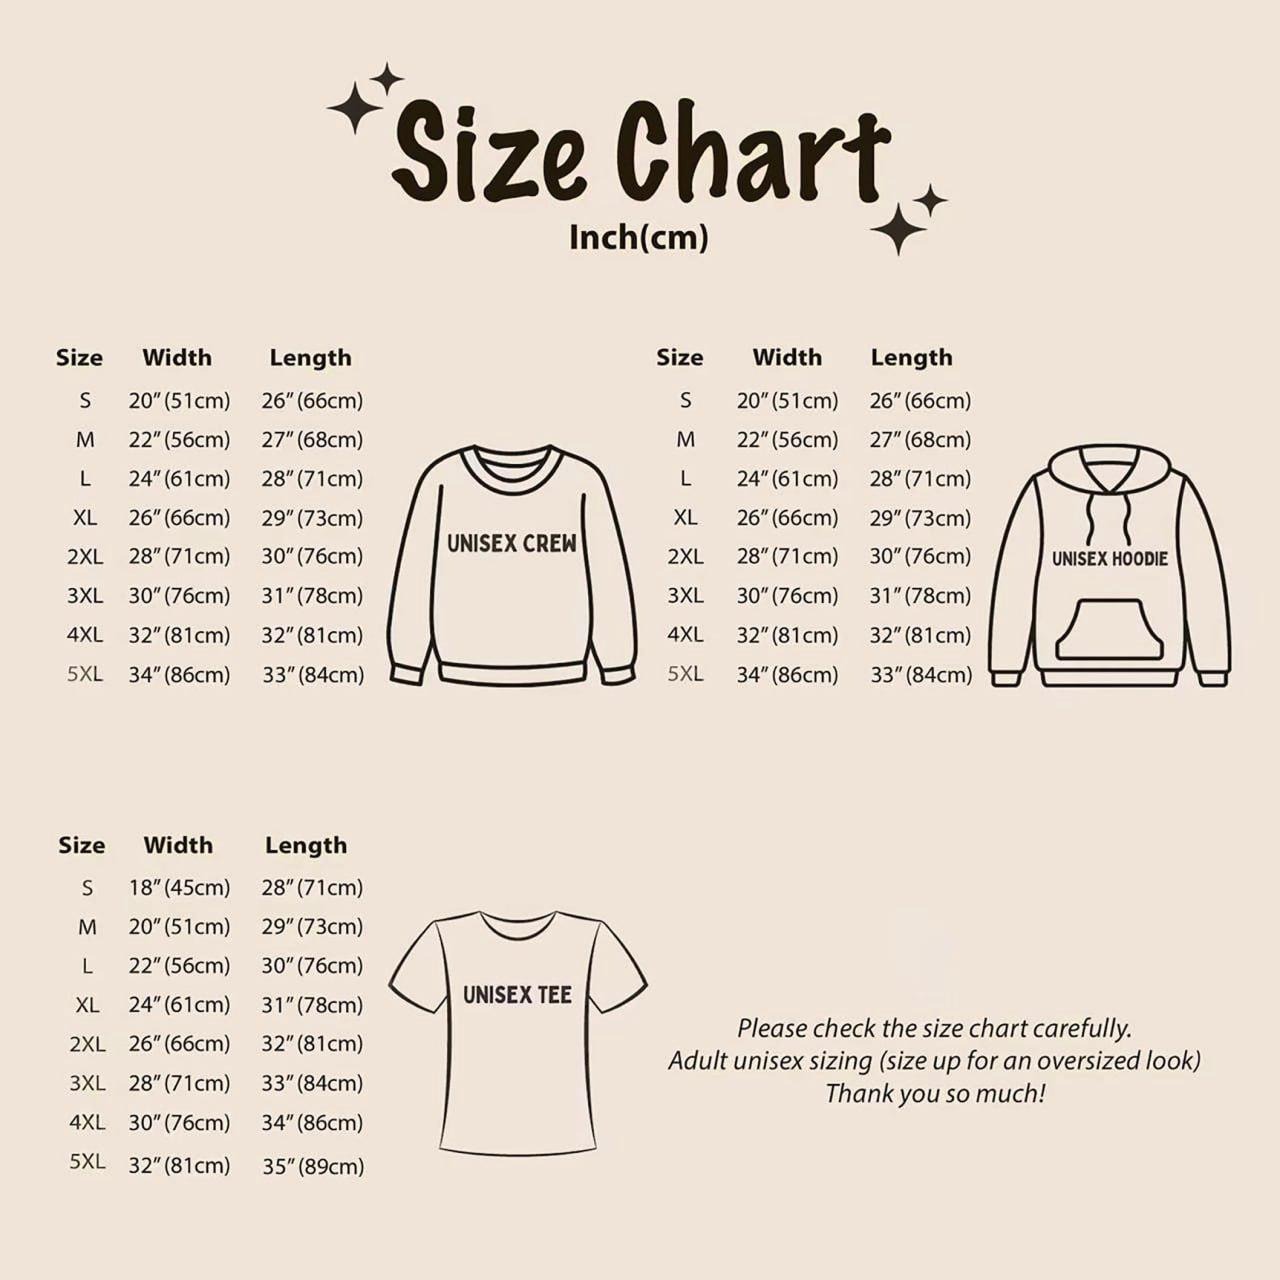 Size Chart
Inch(cm)
Size Width Length
S 20" (51cm) 26" (66cm)
M 22" (56cm) 27" (68cm)
L 24" (61cm) 28" (71cm)
XL 26" (66cm) 29" (73cm)
2XL 28" (71cm) 30" (76cm)
3XL 30" (76cm) 31" (78cm)
4XL 32" (81cm) 32" (81cm)
5XL 34" (86cm) 33" (84cm)
UNISEX CREW
Size Width Length
S 20" (51cm) 26" (66cm)
M 22" (56cm) 27" (68cm)
L 24" (61cm) 28" (71cm)
XL 26" (66cm) 29" (73cm)
2XL 28" (71cm) 30" (76cm)
3XL 30" (76cm) 31" (78cm)
4XL 32" (81cm) 32" (81cm)
5XL 34" (86cm) 33" (84cm)
UNISEX HOODIE
Size Width Length
S 18" (45cm) 28" (71cm)
M 20" (51cm) 29" (73cm)
L 22" (56cm) 30" (76cm)
XL 24" (61cm) 31" (78cm)
2XL 26" (66cm) 32" (81cm)
3XL 28" (71cm) 33" (84cm)
4XL 30" (76cm) 34" (86cm)
5XL 32" (81cm) 35" (89cm)
UNISEX TEE
Please check the size chart carefully.
Adult unisex sizing (size up for an oversized look)
Thank you so much!